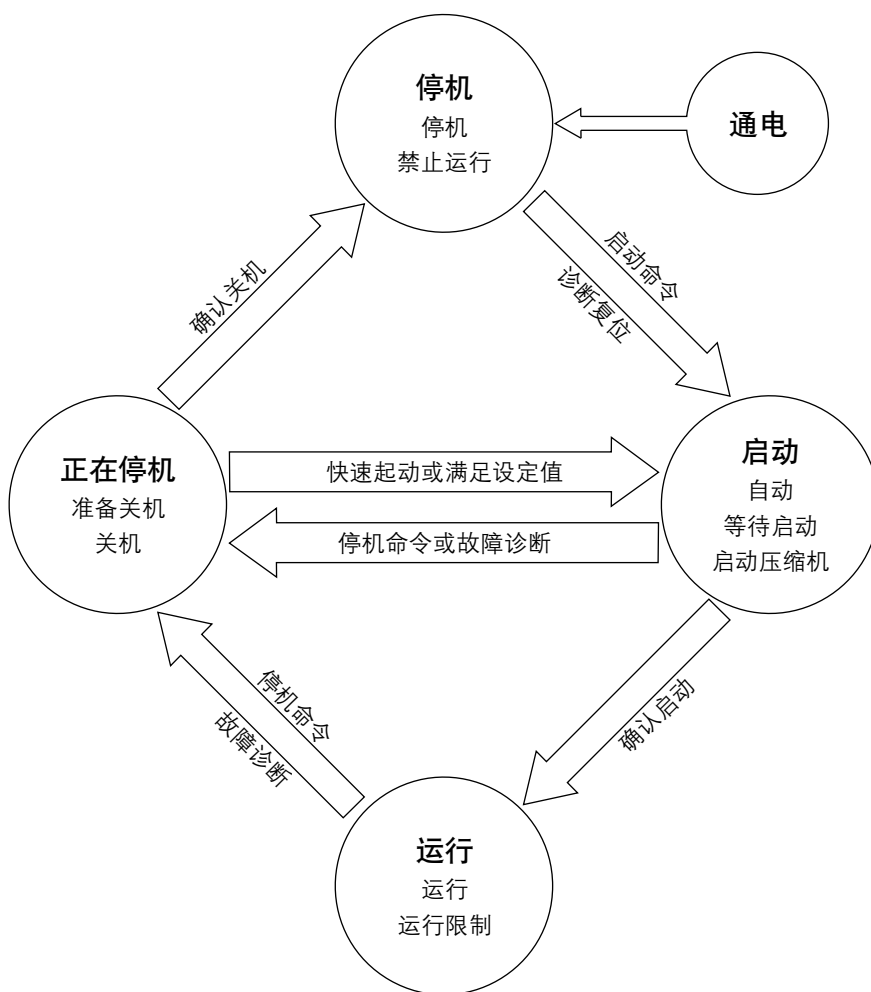 停机
停机
禁止运行
通电
确认关机
启动命令
诊断复位
正在停机
准备关机
关机
快速起动或满足设定值
停机命令或故障诊断
启动
自动
等待启动
启动压缩机
停机命令
故障诊断
确认启动
运行
运行
运行限制